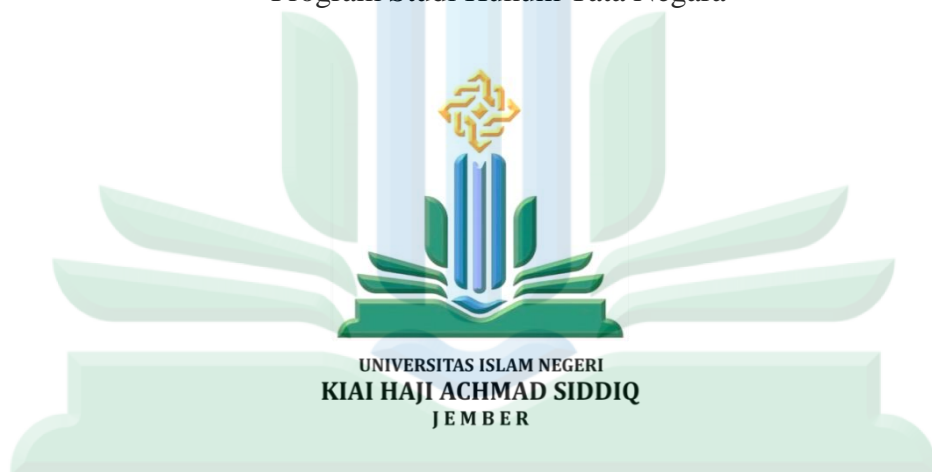 Program Studi Hukum Tata Negara
UNIVERSITAS ISLAM NEGERI
KIAI HAJI ACHMAD SIDDIQ
JEMBER